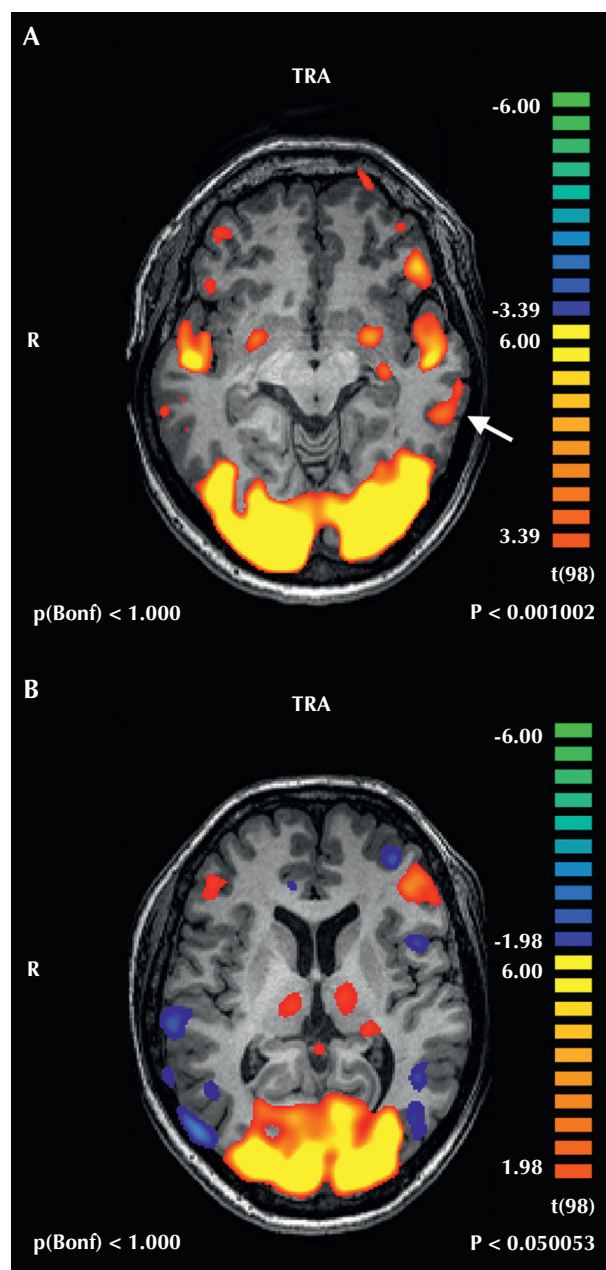 A
TRA
-6.00
-3.39
R
6.00
3.39
t(98)
p(Bonf) < 1.000
P < 0.001002
B
TRA
-6.00
-1.98
R
6.00
1.98
t(98)
p(Bonf) < 1.000
P < 0.050053